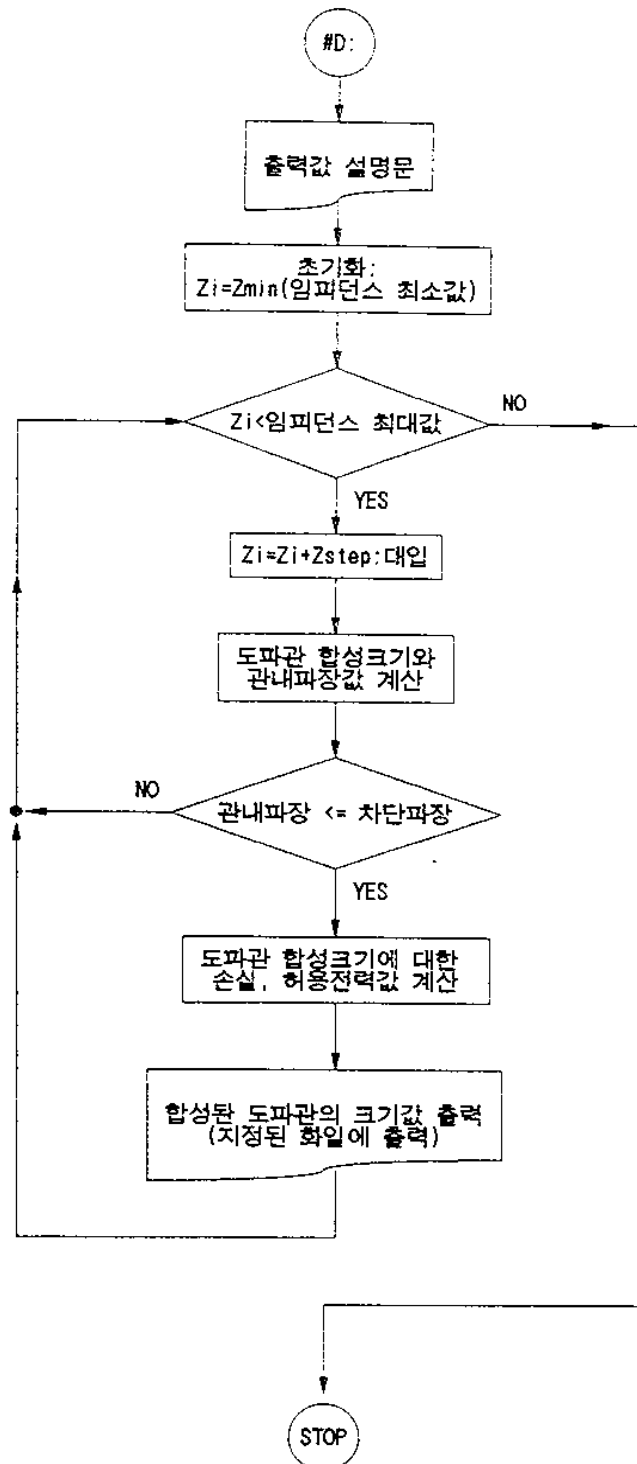 #D:
출력값 설명문
초기화:
Zi=Zmin(임피던스 최소값)
Zi<임피던스 최대값
NO
YES
Zi=Zi+Zstep:대입
도파관 합성크기와
관내파장값 계산
NO
관내파장 <= 차단파장
YES
도파관 합성크기에 대한
손실, 허용전력값 계산
합성된 도파관의 크기값 출력
(지정된 화일에 출력)
STOP